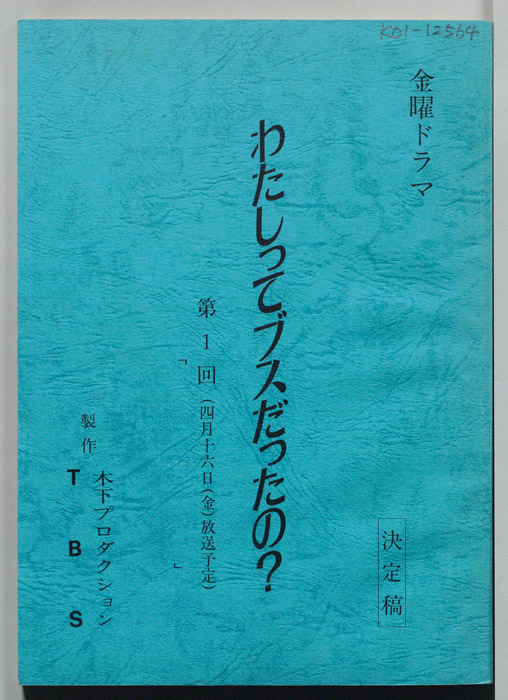 K01-12564
金曜ドラマ
わたしってブスだったの?
第1回(四月十六日(金)放送予定)
「 」
決定稿
製作 木下プロダクション
TBS